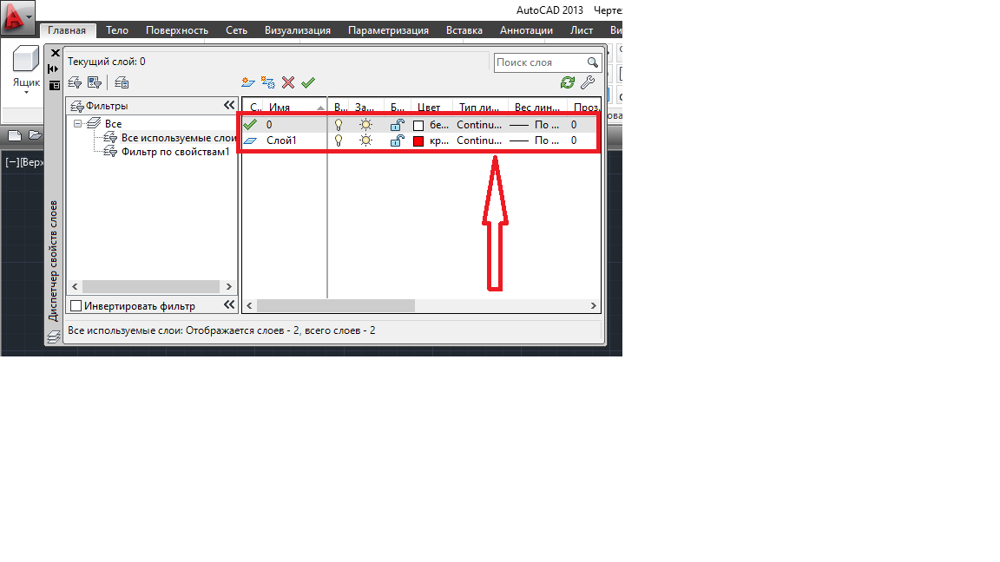 AutoCAD 2013 Черте
Главная Тело Поверхность Сеть Визуализация Параметризация Вставка Аннотации Лист Ви
Текущий слой: 0
Поиск слоя
Ящик
Фильтры
С.. Имя В... За... Б... Цвет Тип ли... Вес лин... Проз.
Все
0 бе... Continu... По ... 0
Все используемые слои
Слой1 кр... Continu... По ... 0
Фильтр по свойствам1
[−][Верх
Диспетчер свойств слоев
Инвертировать фильтр
Все используемые слои: Отображается слоев - 2, всего слоев - 2